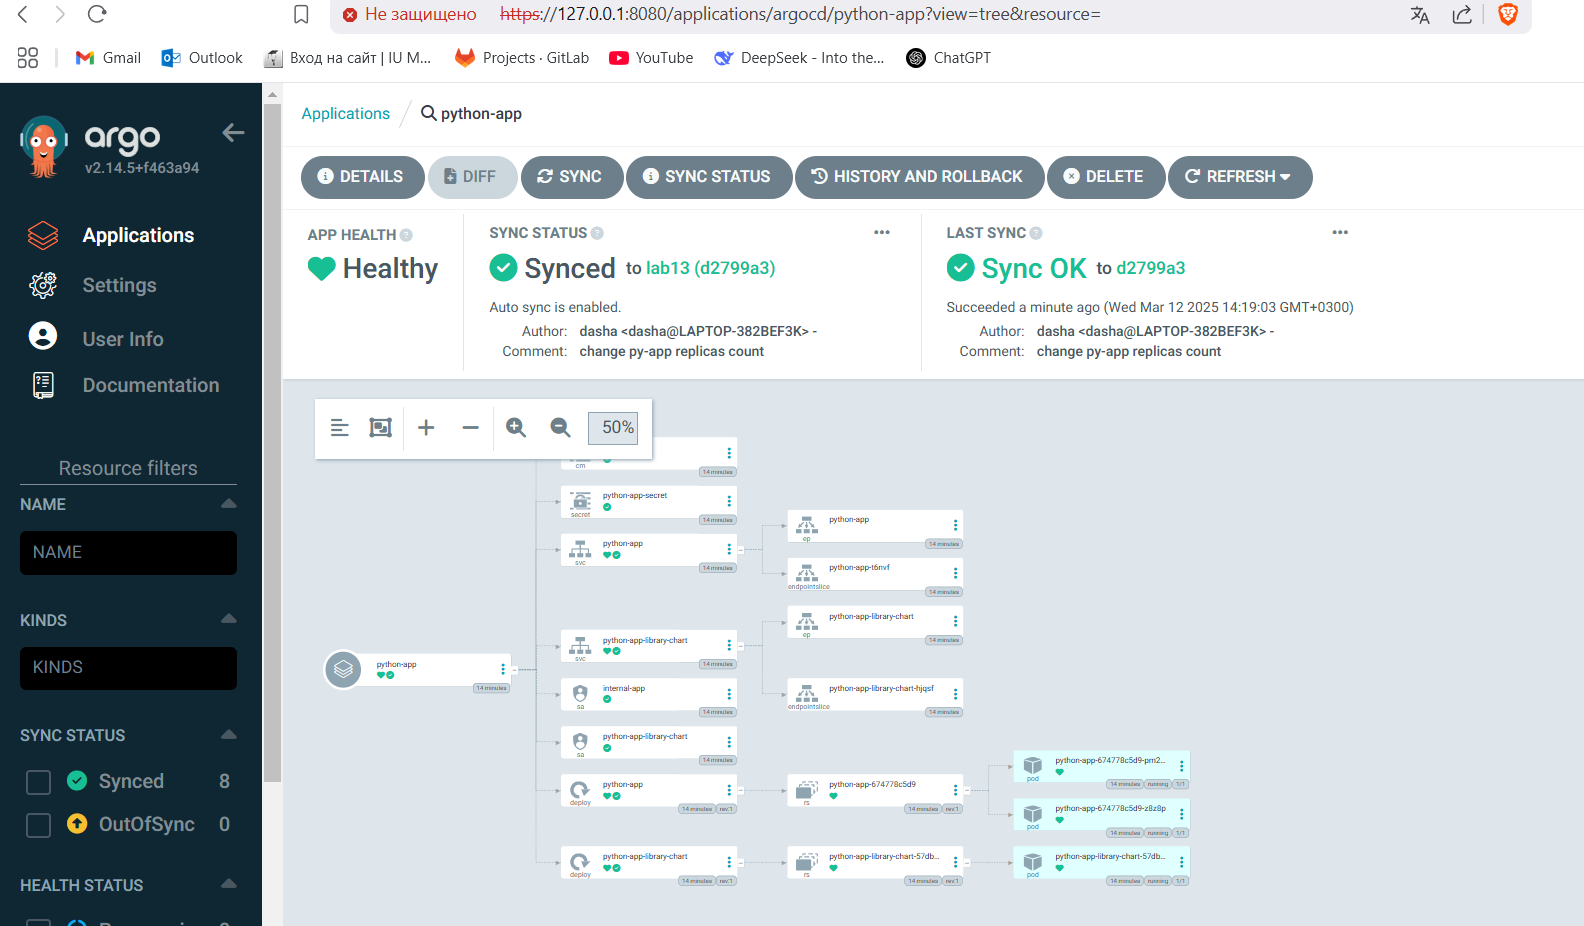 Не защищено https://127.0.0.1:8080/applications/argocd/python-app?view=tree&resource=
Gmail Outlook Вход на сайт | IU M... Projects · GitLab YouTube DeepSeek - Into the... ChatGPT
argo
v2.14.5+f463a94
Applications
Settings
User Info
Documentation
Resource filters
NAME
NAME
KINDS
KINDS
SYNC STATUS
Synced 8
OutOfSync 0
HEALTH STATUS
Applications / python-app
DETAILS DIFF SYNC SYNC STATUS HISTORY AND ROLLBACK DELETE REFRESH
APP HEALTH
Healthy
SYNC STATUS
Synced to lab13 (d2799a3)
Auto sync is enabled.
Author: dasha <dasha@LAPTOP-382BEF3K> -
Comment: change py-app replicas count
LAST SYNC
Sync OK to d2799a3
Succeeded a minute ago (Wed Mar 12 2025 14:19:03 GMT+0300)
Author: dasha <dasha@LAPTOP-382BEF3K> -
Comment: change py-app replicas count
50%
python-app
14 minutes
cm
14 minutes
python-app-secret
secret
14 minutes
python-app
svc
14 minutes
python-app
ep
14 minutes
python-app-t6nvf
endpointslice
14 minutes
python-app-library-chart
svc
14 minutes
python-app-library-chart
ep
14 minutes
python-app-library-chart-hjqsf
endpointslice
14 minutes
internal-app
sa
14 minutes
python-app-library-chart
sa
14 minutes
python-app
deploy
14 minutes rev:1
python-app-674778c5d9
rs
14 minutes rev:1
python-app-674778c5d9-pm2...
pod
14 minutes running 1/1
python-app-674778c5d9-z8z8p
pod
14 minutes running 1/1
python-app-library-chart
deploy
14 minutes rev:1
python-app-library-chart-57db...
rs
14 minutes rev:1
python-app-library-chart-57db...
pod
14 minutes running 1/1